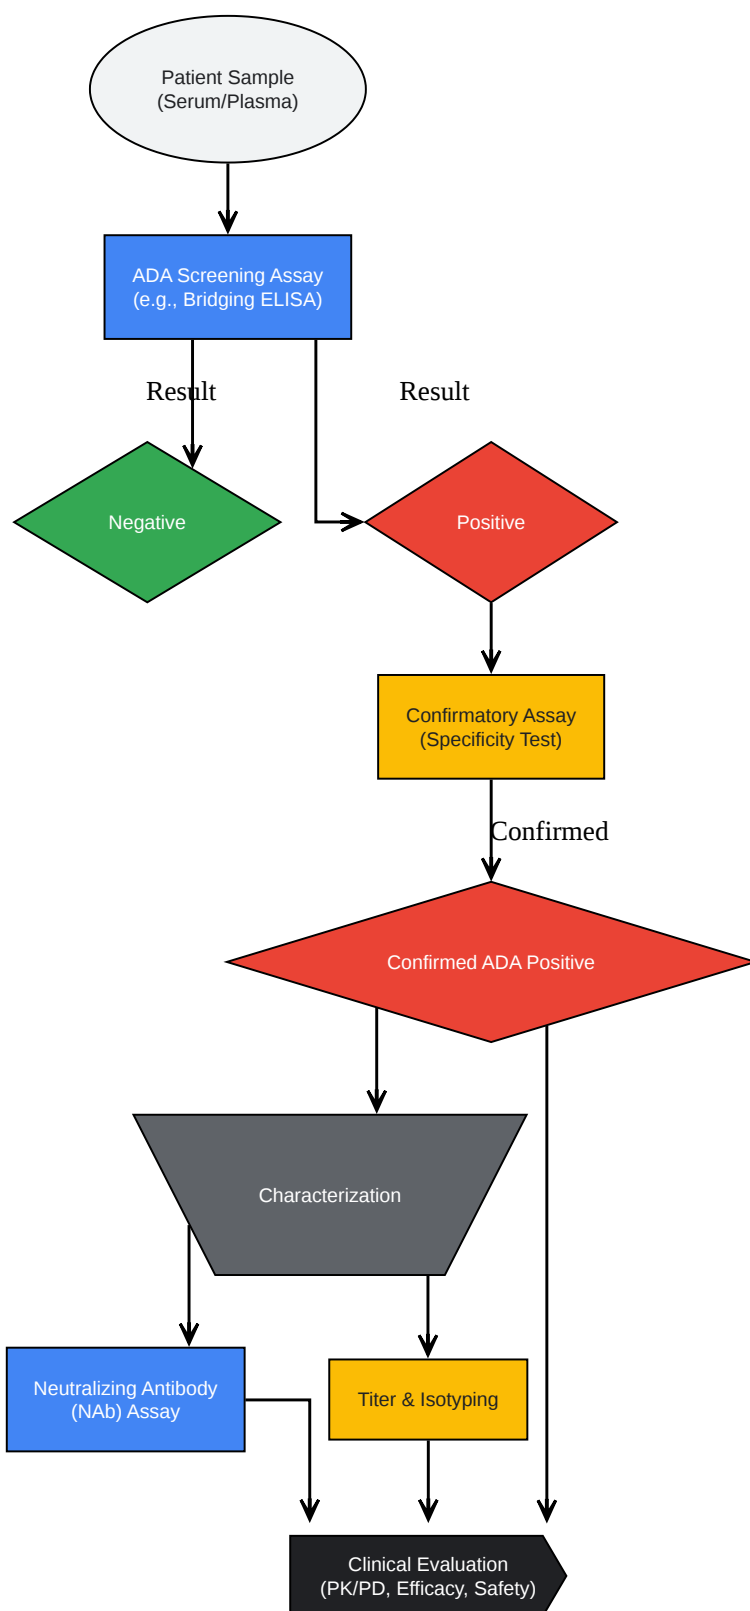 Patient Sample
(Serum/Plasma)
ADA Screening Assay
(e.g., Bridging ELISA)
Result
Result
Negative
Positive
Confirmatory Assay
(Specificity Test)
Confirmed
Confirmed ADA Positive
Characterization
Neutralizing Antibody
(NAb) Assay
Titer & Isotyping
Clinical Evaluation
(PK/PD, Efficacy, Safety)